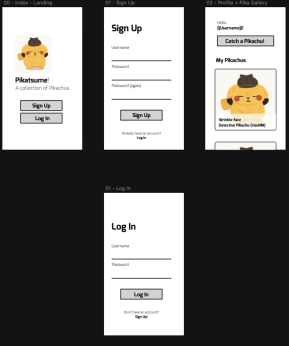 00 - Index - Landing
Pikatsume!
A collection of Pikachus
Sign Up
Log In
01 - Sign Up
Sign Up
Username
Password
Password (again)
Sign Up
Already have an account?
Log In
02 - Profile + Pika Gallery
Hello,
@Username@!
Catch a Pikachu!
My Pikachus
Wrinkle-face
Detective Pikachu
01 - Log In
Log In
Username
Password
Log In
Don't have an account?
Sign Up!